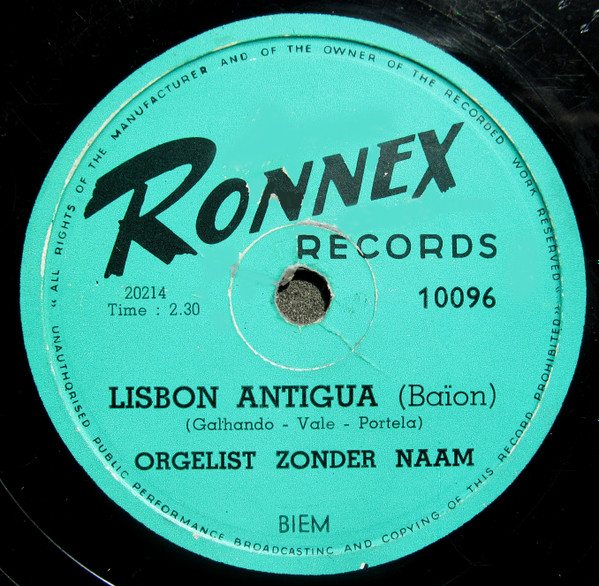 « ALL RIGHTS OF THE MANUFACTURER AND OF THE OWNER OF THE RECORDED WORK RESERVED »
RONNEX
RECORDS
20214
Time : 2.30
10096
LISBON ANTIGUA (Baïon)
(Galhando - Vale - Portela)
ORGELIST ZONDER NAAM
BIEM
UNAUTHORISED PUBLIC PERFORMANCE BROADCASTING AND COPYING OF THIS RECORD PROHIBITED »